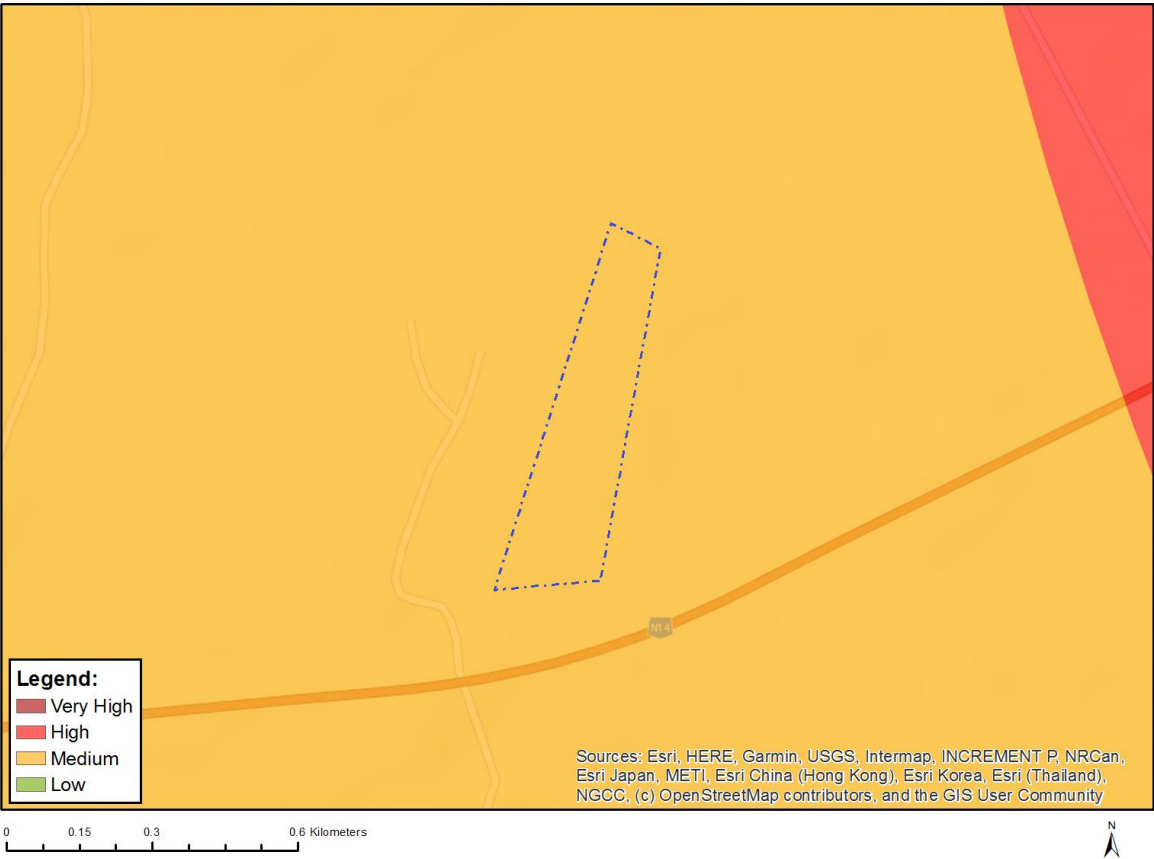 N14
Legend:
Very High
High
Medium
Low
Sources: Esri, HERE, Garmin, USGS, Intermap, INCREMENT P, NRCan,
Esri Japan, METI, Esri China (Hong Kong), Esri Korea, Esri (Thailand),
NGCC, (c) OpenStreetMap contributors, and the GIS User Community
0 0.15 0.3 0.6 Kilometers
N